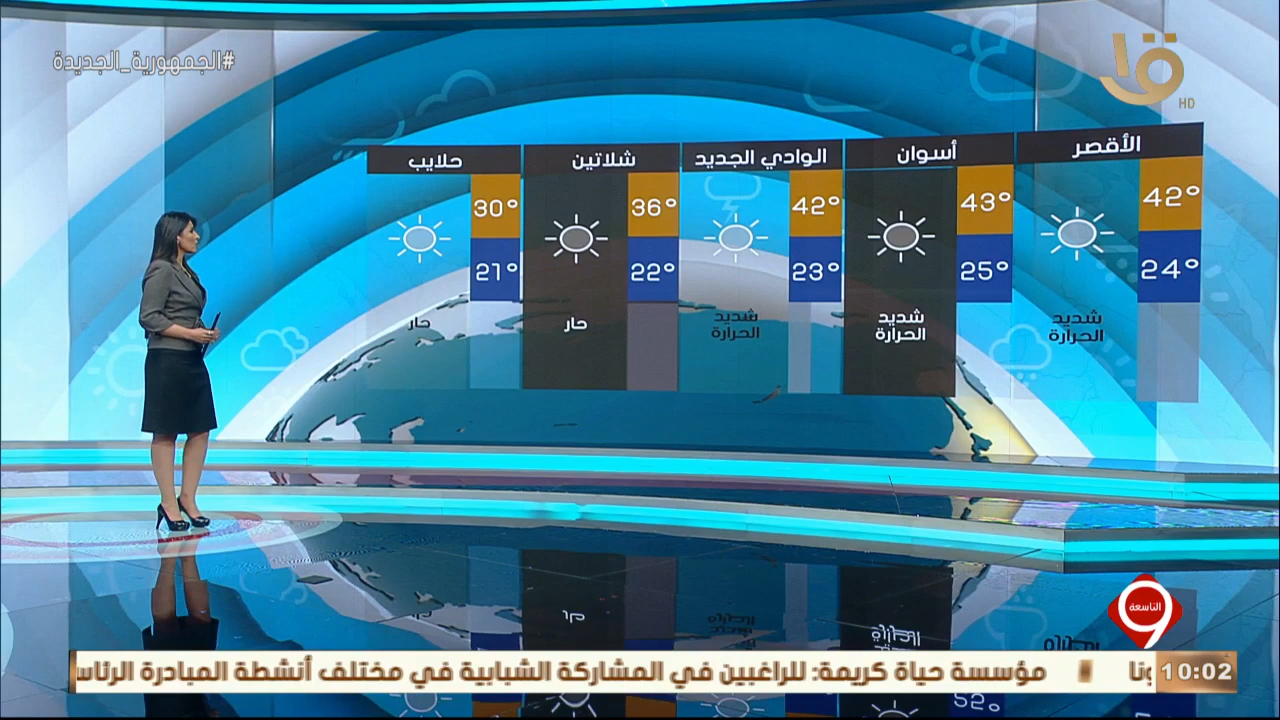 #الجمهورية_الجديدة
HD
الأقصر
42°
24°
شديد
الحرارة
أسوان
43°
25°
شديد
الحرارة
الوادي الجديد
42°
23°
شديد
الحرارة
شلاتين
36°
22°
حار
حلايب
30°
21°
حار
التاسعة
9
10:02
مؤسسة حياة كريمة: للراغبين في المشاركة الشبابية في مختلف أنشطة المبادرة